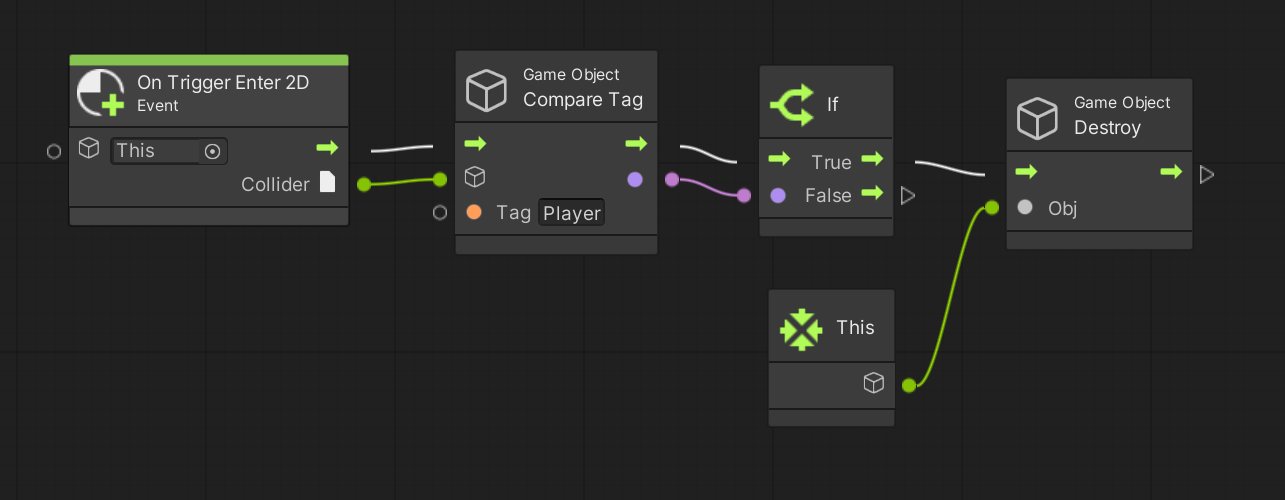 On Trigger Enter 2D
Event
This
Collider
Game Object
Compare Tag
Tag Player
If
True
False
This
Game Object
Destroy
Obj